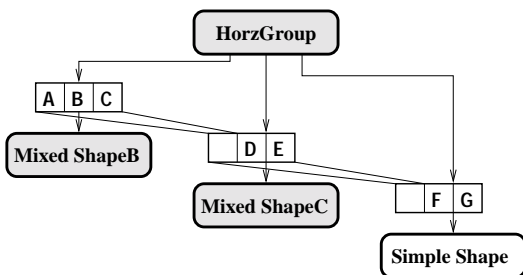 HorzGroup
A B C
Mixed ShapeB
D E
Mixed ShapeC
F G
Simple Shape